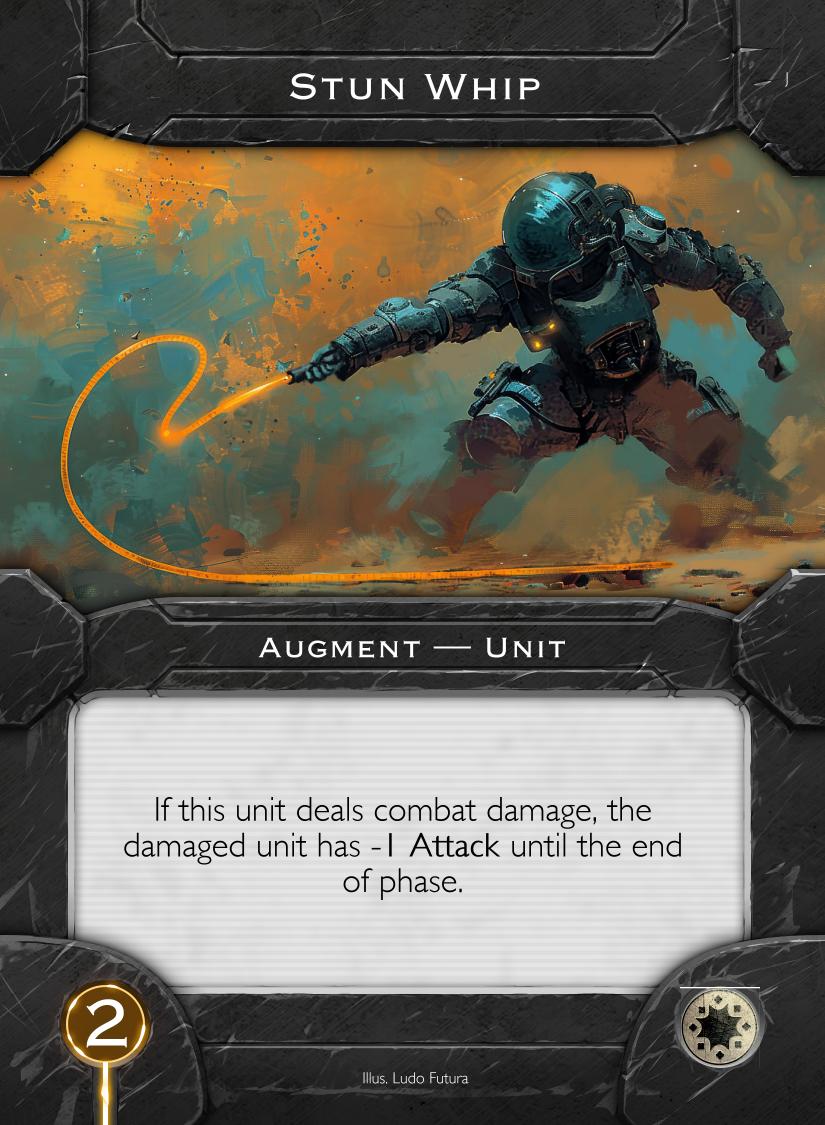 Stun Whip
Augment — Unit
If this unit deals combat damage, the
damaged unit has -1 Attack until the end
of phase.
2
Illus. Ludo Futura